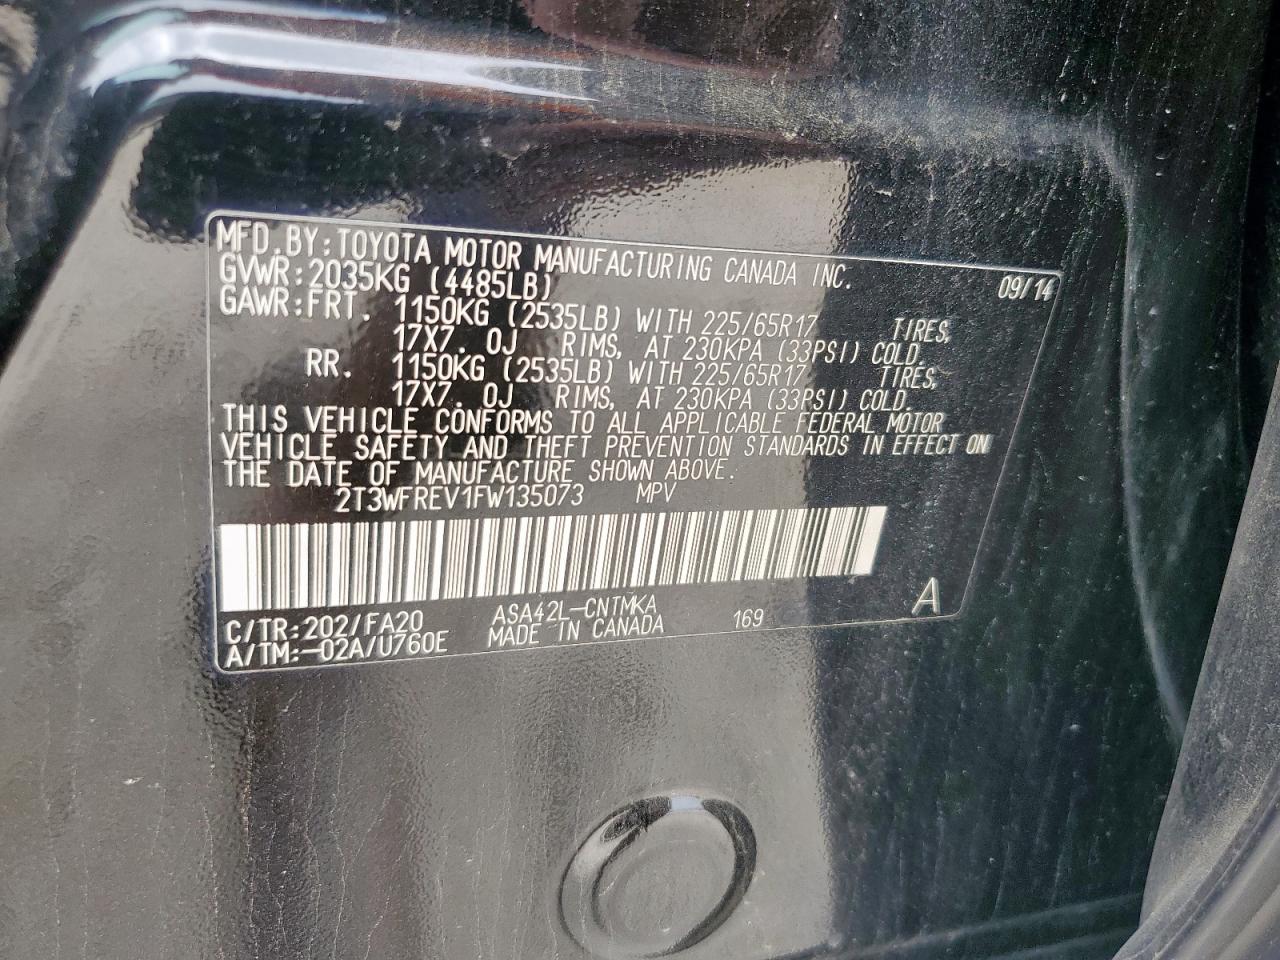 MFD.BY:TOYOTA MOTOR MANUFACTURING CANADA INC. 09/14
GVWR:2035KG (4485LB)
GAWR:FRT. 1150KG (2535LB) WITH 225/65R17 TIRES,
17X7.0J RIMS, AT 230KPA (33PSI) COLD.
RR. 1150KG (2535LB) WITH 225/65R17 TIRES,
17X7.0J RIMS, AT 230KPA (33PSI) COLD.
THIS VEHICLE CONFORMS TO ALL APPLICABLE FEDERAL MOTOR
VEHICLE SAFETY AND THEFT PREVENTION STANDARDS IN EFFECT ON
THE DATE OF MANUFACTURE SHOWN ABOVE.
2T3WFREV1FW135073 MPV
C/TR:202/FA20 ASA42L-CNTMKA 169 A
A/TM:-02A/U760E MADE IN CANADA